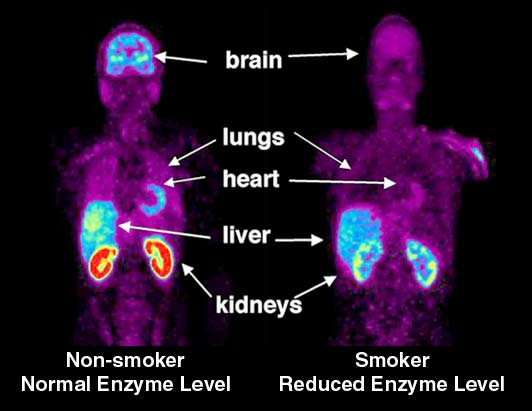 brain
lungs
heart
liver
kidneys
Non-smoker
Normal Enzyme Level
Smoker
Reduced Enzyme Level